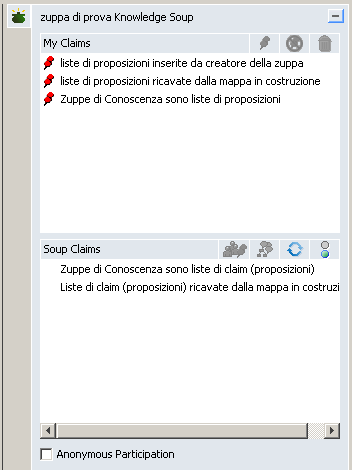 zuppa di prova Knowledge Soup
My Claims
liste di proposizioni inserite da creatore della zuppa
liste di proposizioni ricavate dalla mappa in costruzione
Zuppe di Conoscenza sono liste di proposizioni
Soup Claims
Zuppe di Conoscenza sono liste di claim (proposizioni)
Liste di claim (proposizioni) ricavate dalla mappa in costruzi
Anonymous Participation